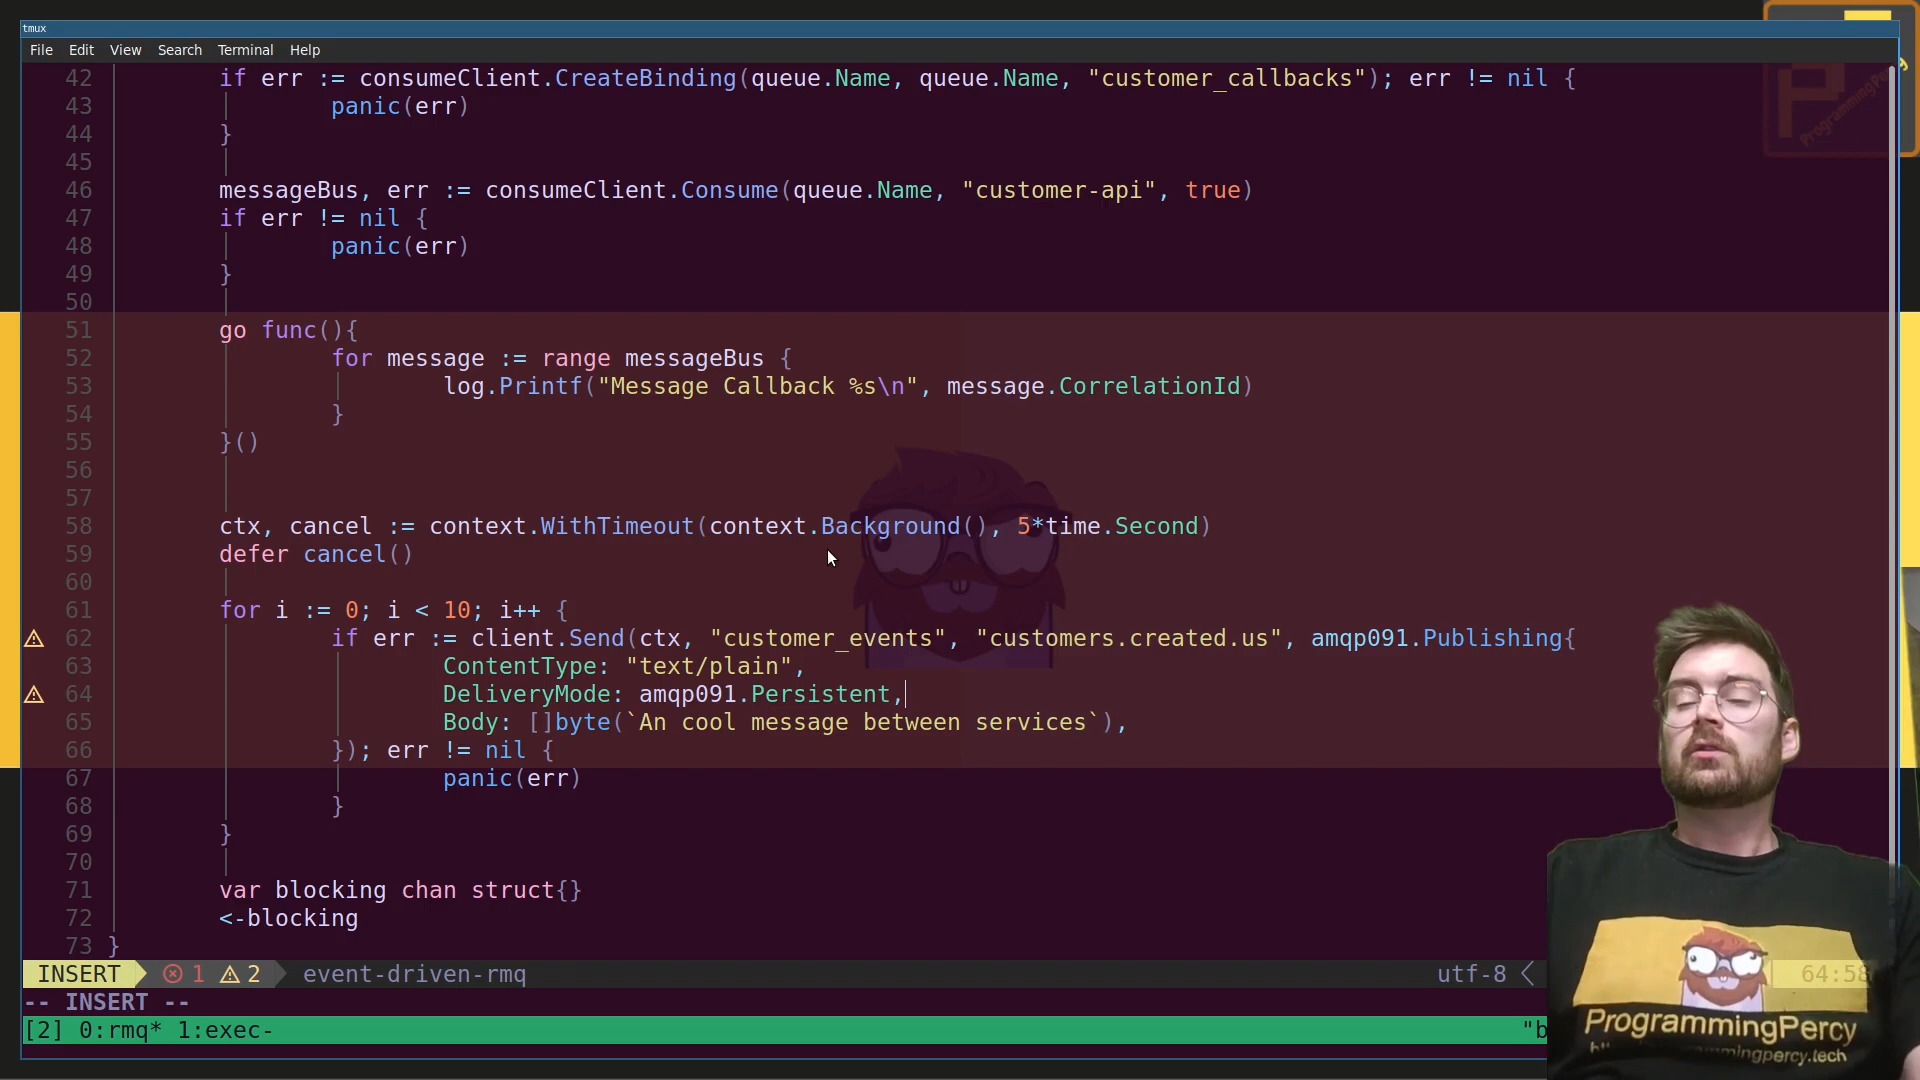 tmux
File Edit View Search Terminal Help
42 if err := consumeClient.CreateBinding(queue.Name, queue.Name, "customer_callbacks"); err != nil {
43 panic(err)
44 }
45
46 messageBus, err := consumeClient.Consume(queue.Name, "customer-api", true)
47 if err != nil {
48 panic(err)
49 }
50
51 go func(){
52 for message := range messageBus {
53 log.Printf("Message Callback %s\n", message.CorrelationId)
54 }
55 }()
56
57
58 ctx, cancel := context.WithTimeout(context.Background(), 5*time.Second)
59 defer cancel()
60
61 for i := 0; i < 10; i++ {
62 if err := client.Send(ctx, "customer_events", "customers.created.us", amqp091.Publishing{
63 ContentType: "text/plain",
64 DeliveryMode: amqp091.Persistent,
65 Body: []byte(`An cool message between services`),
66 }); err != nil {
67 panic(err)
68 }
69 }
70
71 var blocking chan struct{}
72 <-blocking
73 }
INSERT 1 2 event-driven-rmq utf-8 64:58
-- INSERT --
[2] 0:rmq* 1:exec- "b
ProgrammingPercy